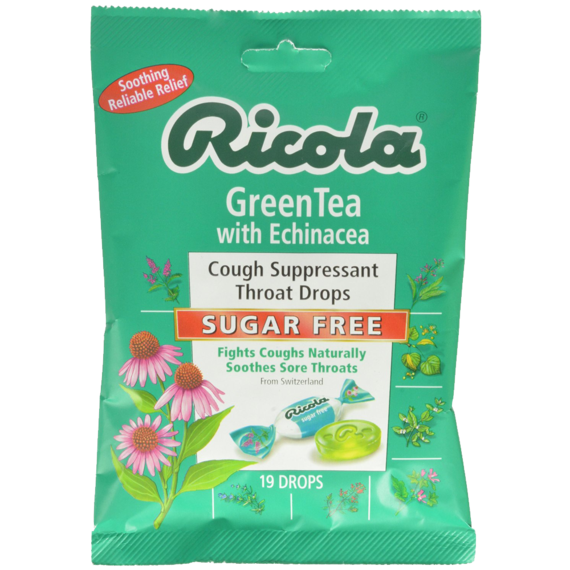 Soothing
Reliable Relief
Ricola®
GreenTea
with Echinacea
Cough Suppressant
Throat Drops
SUGAR FREE
Fights Coughs Naturally
Soothes Sore Throats
From Switzerland
Ricola
sugar free
19 DROPS